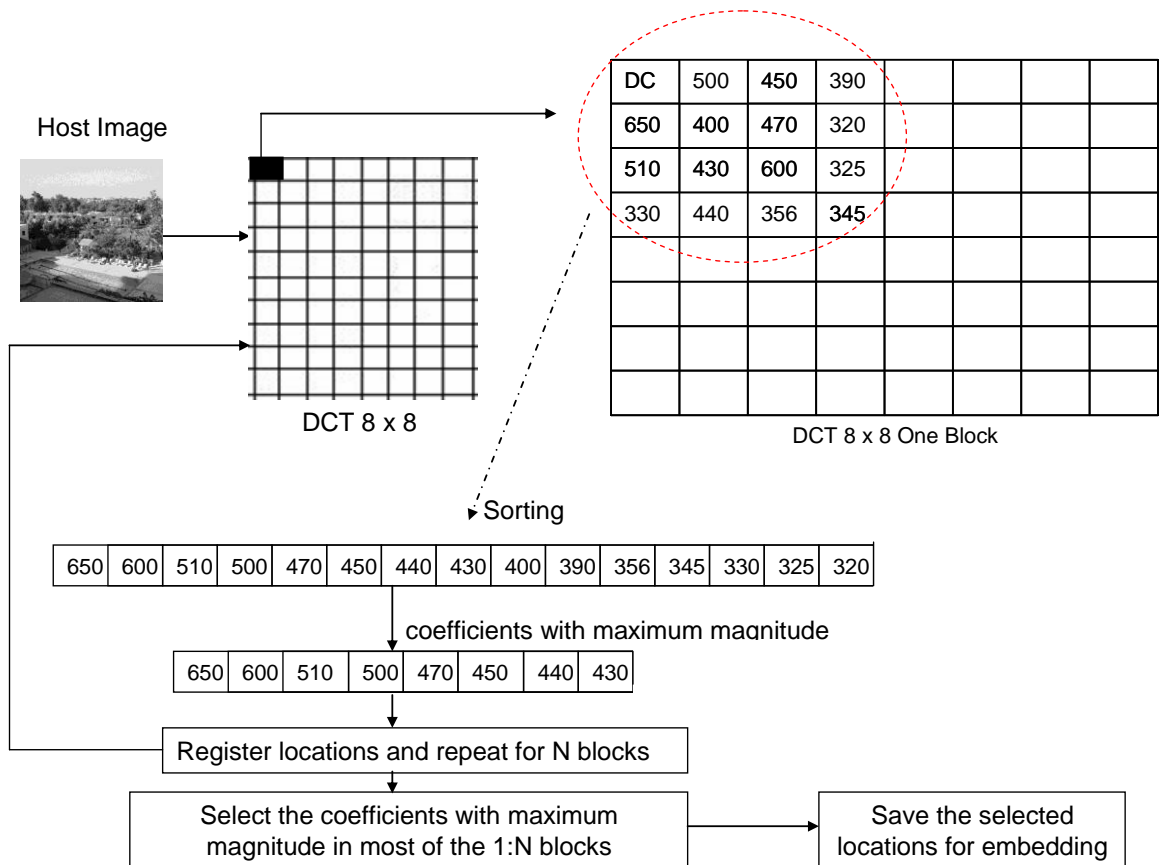 Host Image
DC 500 450 390
650 400 470 320
510 430 600 325
330 440 356 345
DCT 8 x 8
DCT 8 x 8 One Block
Sorting
650 600 510 500 470 450 440 430 400 390 356 345 330 325 320
coefficients with maximum magnitude
650 600 510 500 470 450 440 430
Register locations and repeat for N blocks
Select the coefficients with maximum
magnitude in most of the 1:N blocks
Save the selected
locations for embedding